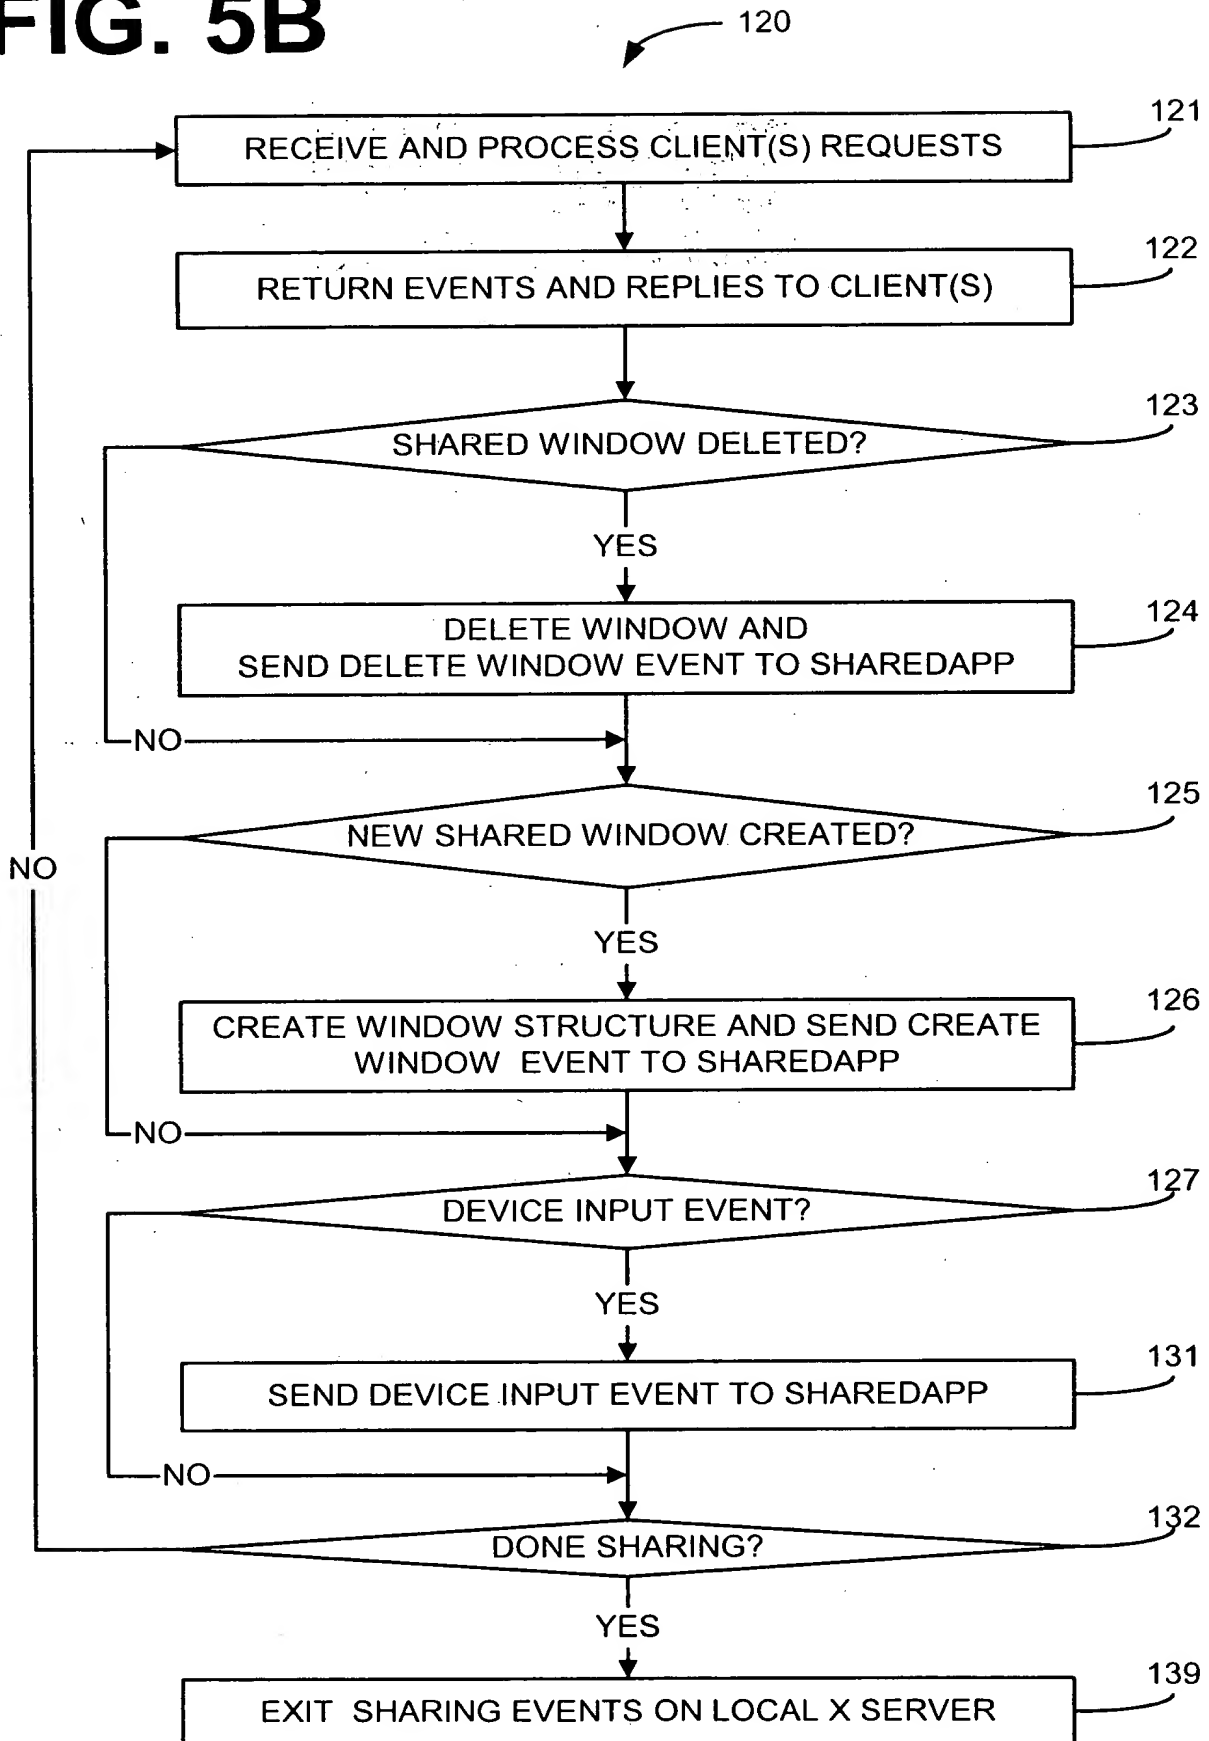 FIG. 5B
120
121
RECEIVE AND PROCESS CLIENT(S) REQUESTS
122
RETURN EVENTS AND REPLIES TO CLIENT(S)
123
SHARED WINDOW DELETED?
YES
124
DELETE WINDOW AND
SEND DELETE WINDOW EVENT TO SHAREDAPP
NO
125
NEW SHARED WINDOW CREATED?
NO
YES
126
CREATE WINDOW STRUCTURE AND SEND CREATE
WINDOW EVENT TO SHAREDAPP
NO
127
DEVICE INPUT EVENT?
YES
131
SEND DEVICE INPUT EVENT TO SHAREDAPP
NO
132
DONE SHARING?
YES
139
EXIT SHARING EVENTS ON LOCAL X SERVER